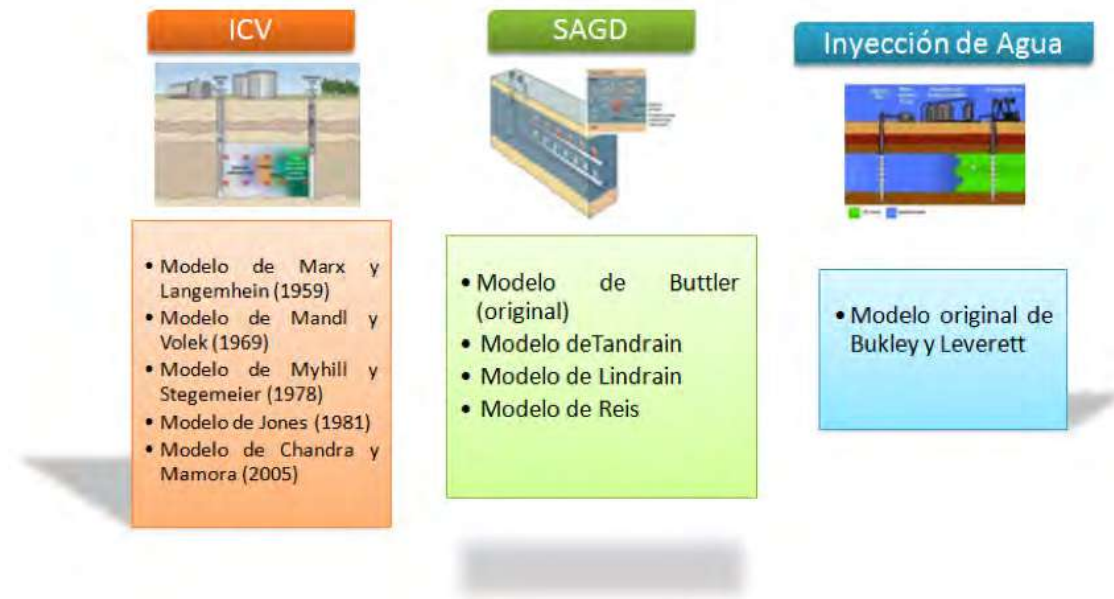 ICV
• Modelo de Marx y
Langemhein (1959)
• Modelo de Mandl y
Volek (1969)
• Modelo de Myhill y
Stegemeier (1978)
• Modelo de Jones (1981)
• Modelo de Chandra y
Mamora (2005)
SAGD
• Modelo de Buttler
(original)
• Modelo deTandrain
• Modelo de Lindrain
• Modelo de Reis
Inyección de Agua
• Modelo original de
Bukley y Leverett